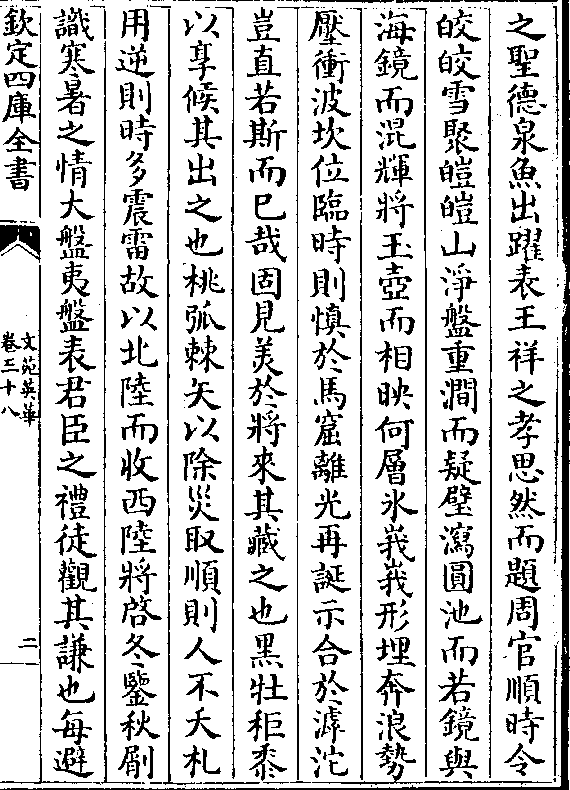 之聖德泉魚出躍表王祥之孝思然而題周官順時令
皎皎雪聚皚皚山淨盤重澗而疑璧瀉圓池而若鏡與
海鏡而混輝將玉壺而相映何層氷峩峩形埋奔浪勢
壓衝波坎位臨時則慎於馬窟離光再誕示合於滹沱
豈直若斯而已哉固見羙於將來其藏之也黒牡秬黍
以享候其出之也桃弧棘矢以除災取順則人不夭札
用逆則時多震雷故以北陸而收西陸將啓冬鑒秋刷
識寒暑之情大盤夷盤表君臣之禮徒觀其謙也每避
欽定四庫全書
文苑英華
卷三十八
二